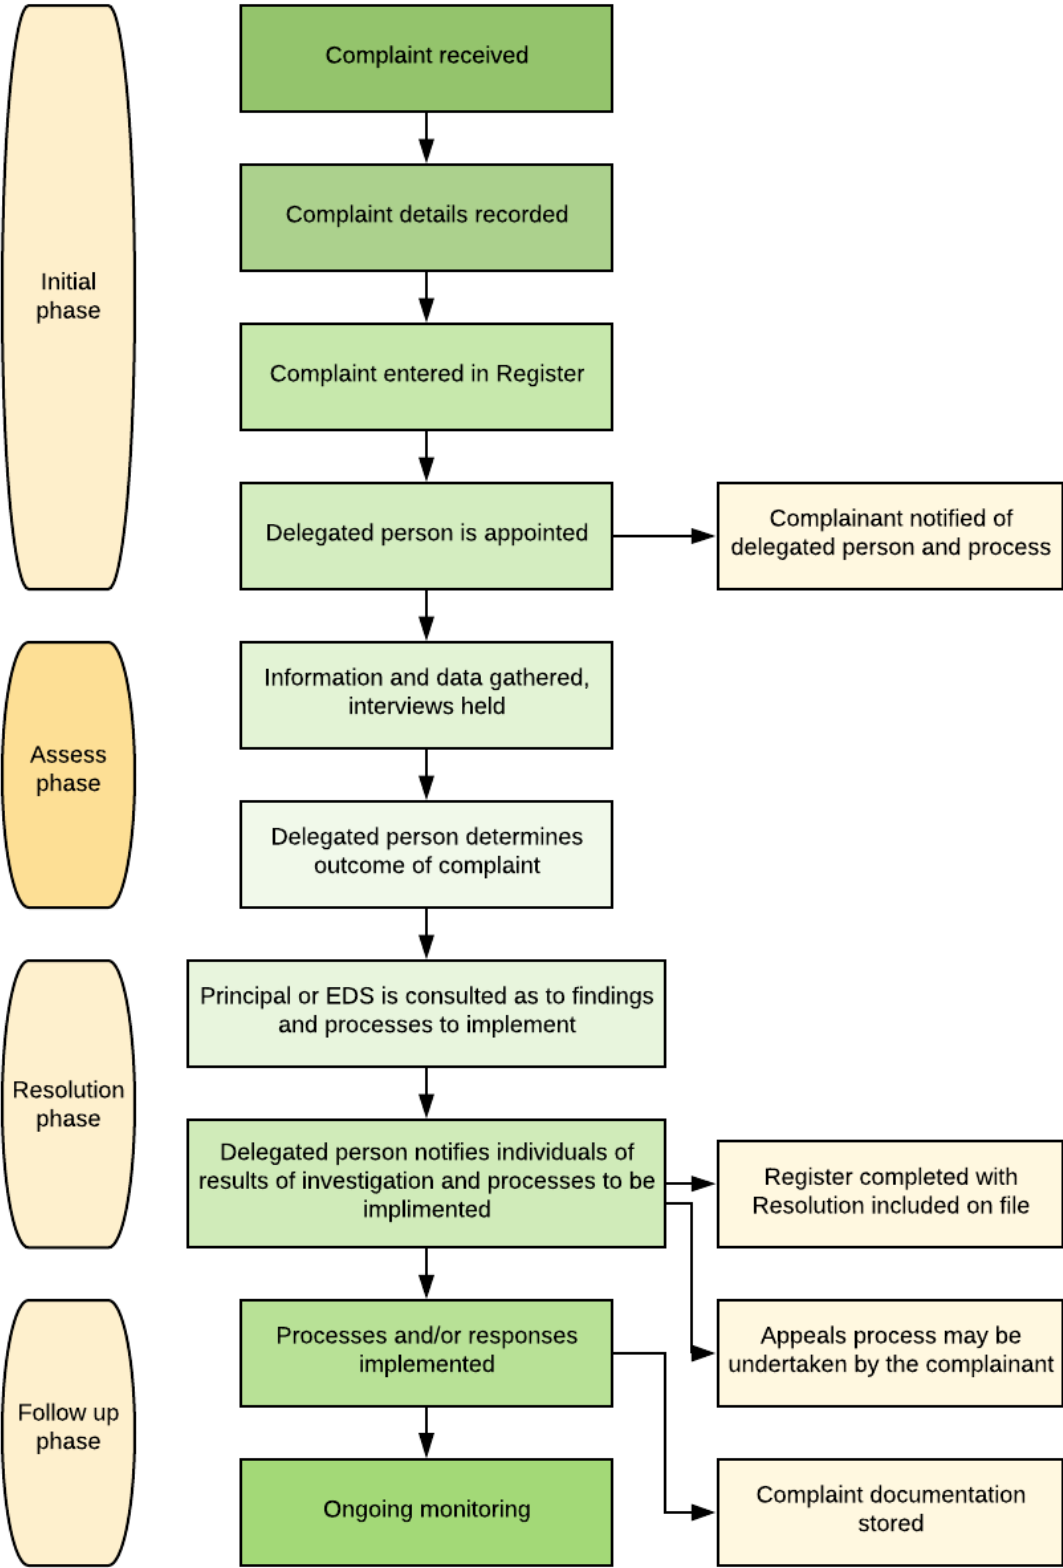 Complaint received
Complaint details recorded
Initial
phase
Complaint entered in Register
Delegated person is appointed
Complainant notified of
delegated person and process
Assess
phase
Information and data gathered,
interviews held
Delegated person determines
outcome of complaint
Resolution
phase
Principal or EDS is consulted as to findings
and processes to implement
Delegated person notifies individuals of
results of investigation and processes to be
implimented
Register completed with
Resolution included on file
Follow up
phase
Processes and/or responses
implemented
Appeals process may be
undertaken by the complainant
Ongoing monitoring
Complaint documentation
stored